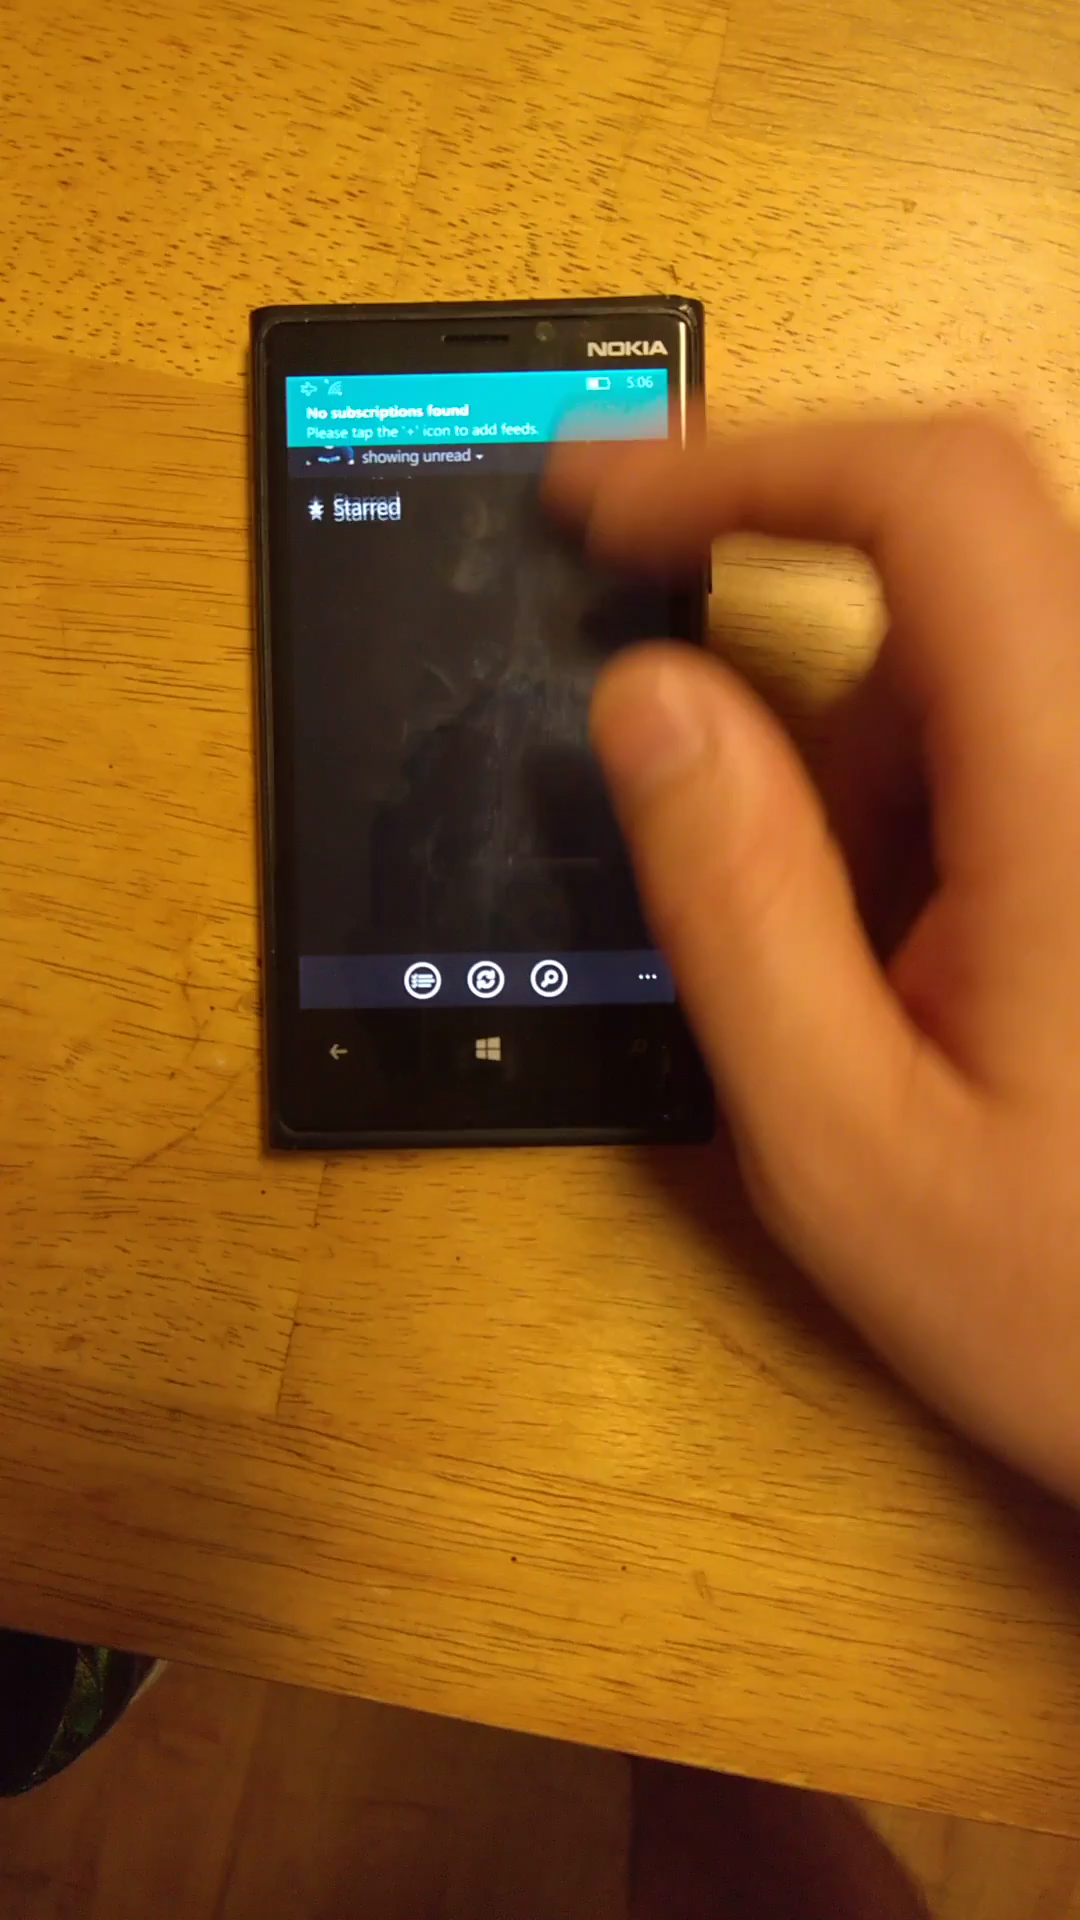 NOKIA
5:06
No subscriptions found
Please tap the '+' icon to add feeds.
showing unread
Starred